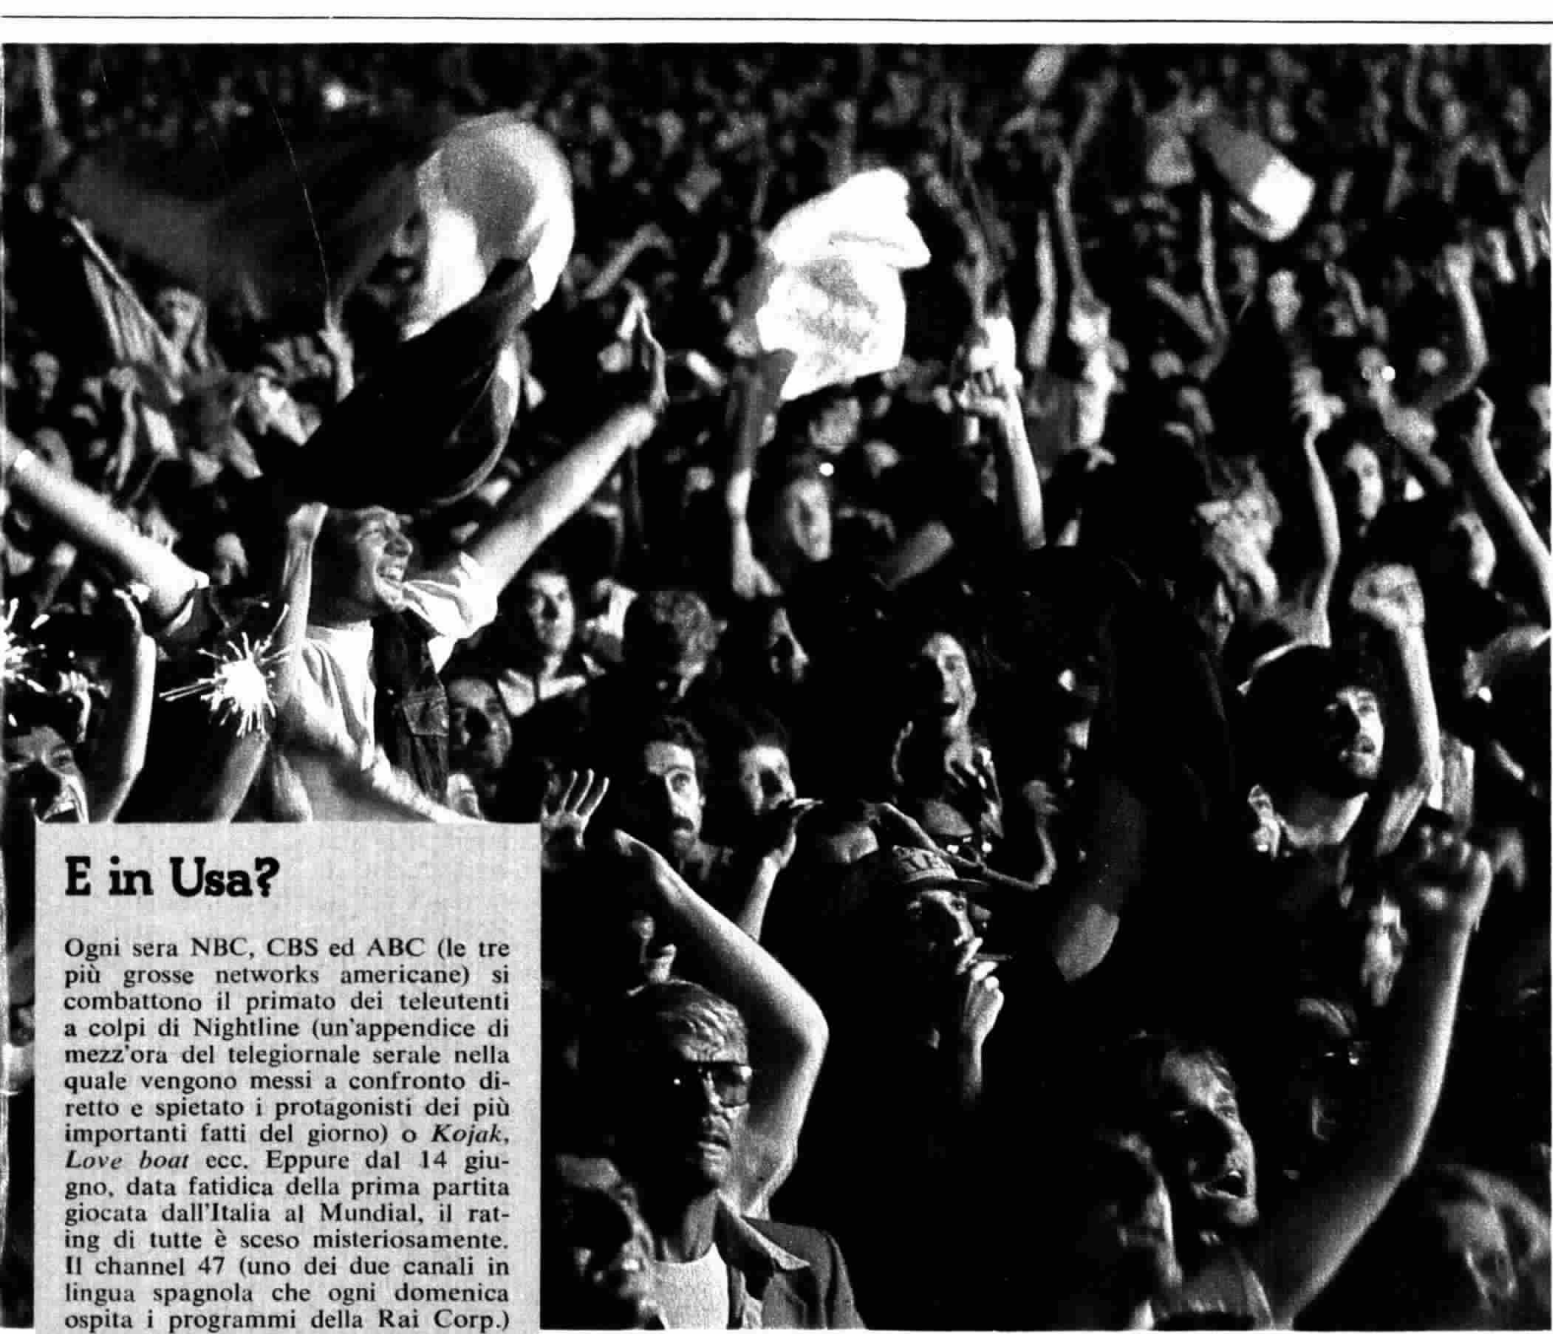 E in Usa?
Ogni sera NBC, CBS ed ABC (le tre
più grosse networks americane) si
combattono il primato dei teleutenti
a colpi di Nightline (un'appendice di
mezz'ora del telegiornale serale nella
quale vengono messi a confronto di-
retto e spietato i protagonisti dei più
importanti fatti del giorno) o Kojak,
Love boat ecc. Eppure dal 14 giu-
gno, data fatidica della prima partita
giocata dall'Italia al Mundial, il rat-
ing di tutte è sceso misteriosamente.
Il channel 47 (uno dei due canali in
lingua spagnola che ogni domenica
ospita i programmi della Rai Corp.)